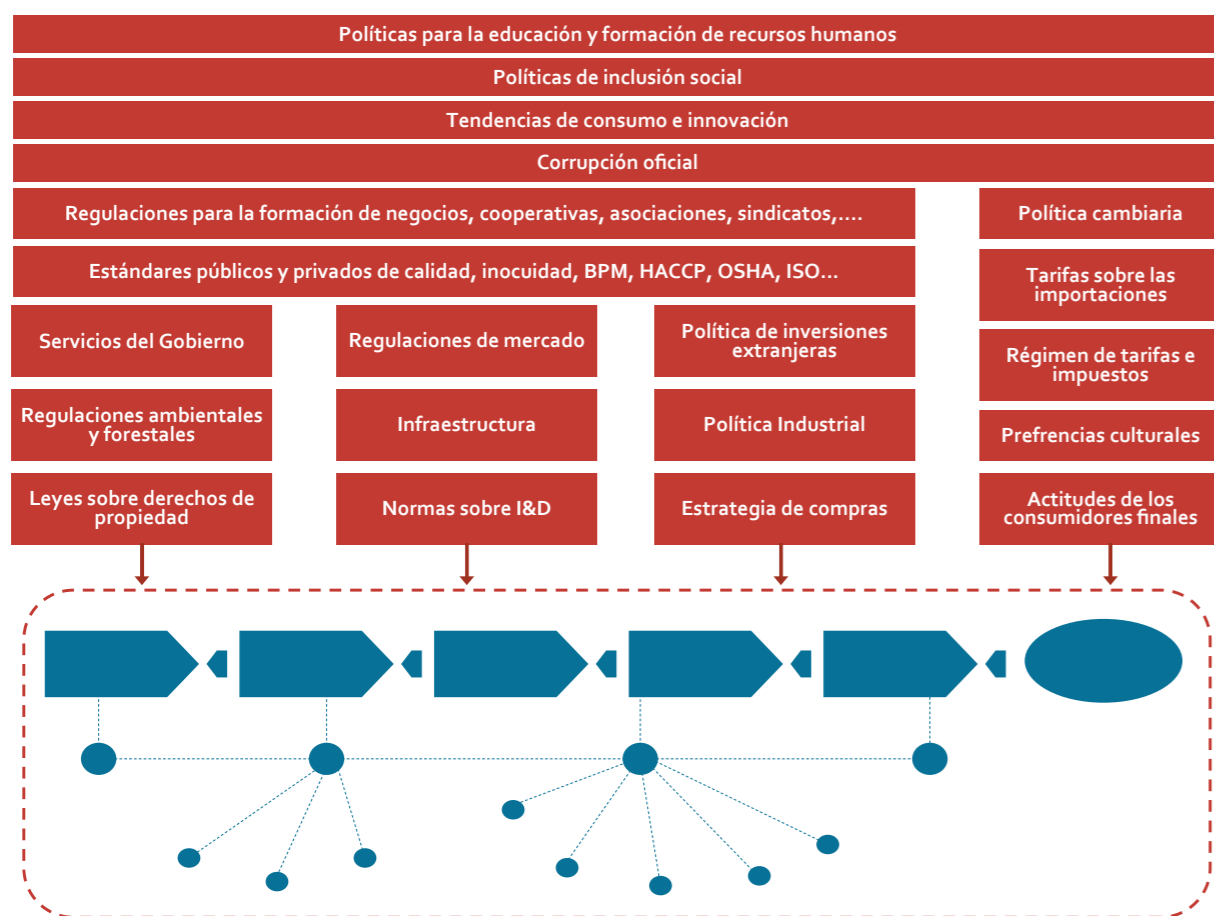 Políticas para la educación y formación de recursos humanos
Políticas de inclusión social
Tendencias de consumo e innovación
Corrupción oficial
Regulaciones para la formación de negocios, cooperativas, asociaciones, sindicatos,....
Política cambiaria
Estándares públicos y privados de calidad, inocuidad, BPM, HACCP, OSHA, ISO...
Tarifas sobre las
importaciones
Servicios del Gobierno
Regulaciones de mercado
Política de inversiones
extranjeras
Régimen de tarifas e
impuestos
Regulaciones ambientales
y forestales
Infraestructura
Política Industrial
Prefrencias culturales
Leyes sobre derechos de
propiedad
Normas sobre I&D
Estrategia de compras
Actitudes de los
consumidores finales